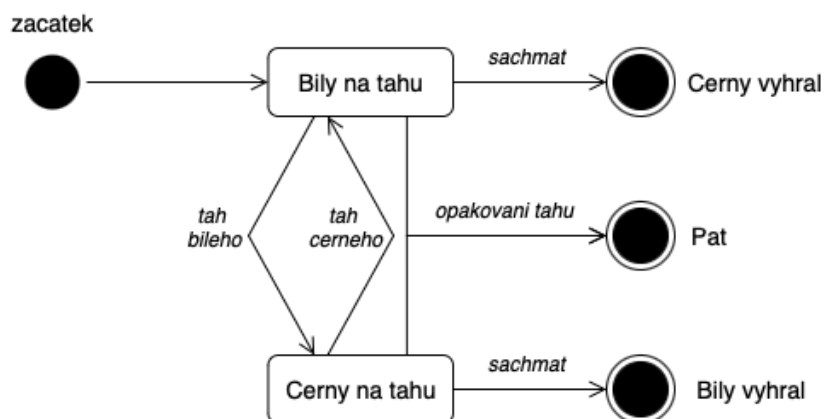 zacatek
Bily na tahu
sachmat
Cerny vyhral
tah
bileho
tah
cerneho
opakovani tahu
Pat
Cerny na tahu
sachmat
Bily vyhral